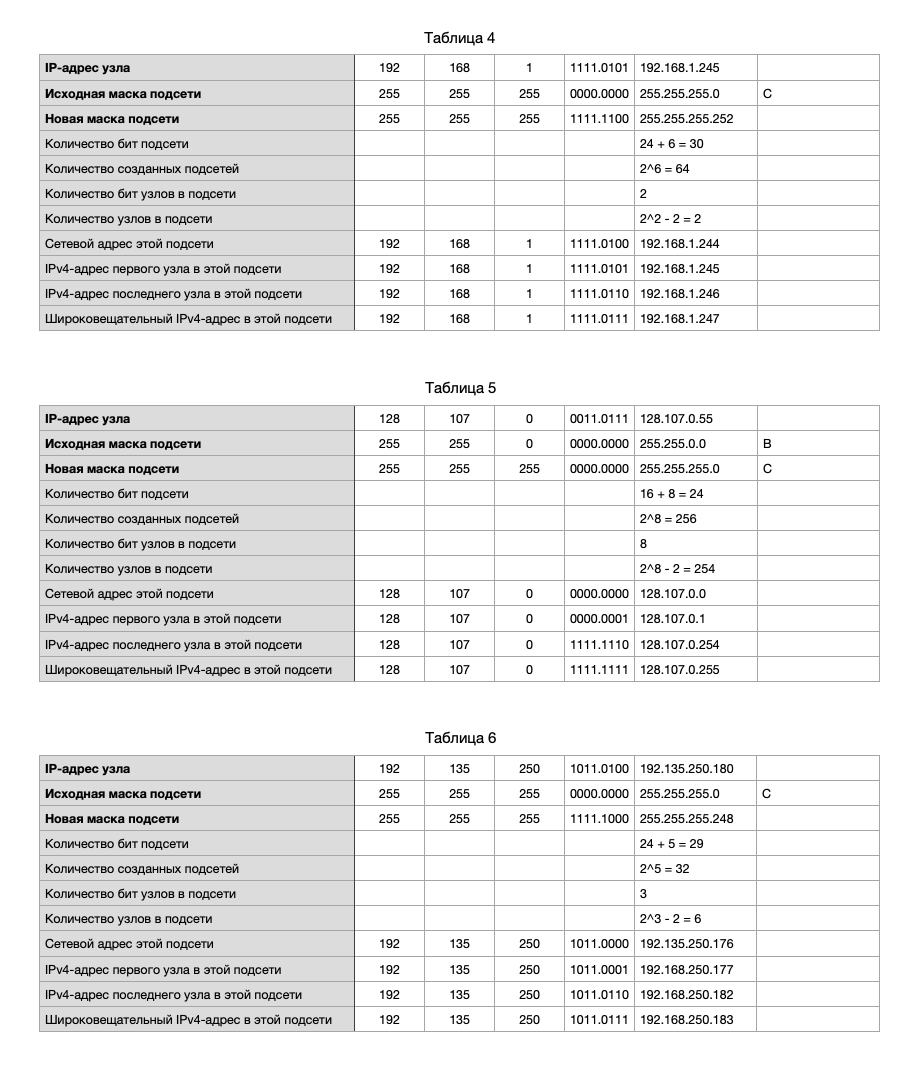 Таблица 4
IP-адрес узла 192 168 1 1111.0101 192.168.1.245
Исходная маска подсети 255 255 255 0000.0000 255.255.255.0 C
Новая маска подсети 255 255 255 1111.1100 255.255.255.252
Количество бит подсети 24 + 6 = 30
Количество созданных подсетей 2^6 = 64
Количество бит узлов в подсети 2
Количество узлов в подсети 2^2 - 2 = 2
Сетевой адрес этой подсети 192 168 1 1111.0100 192.168.1.244
IPv4-адрес первого узла в этой подсети 192 168 1 1111.0101 192.168.1.245
IPv4-адрес последнего узла в этой подсети 192 168 1 1111.0110 192.168.1.246
Широковещательный IPv4-адрес в этой подсети 192 168 1 1111.0111 192.168.1.247
Таблица 5
IP-адрес узла 128 107 0 0011.0111 128.107.0.55
Исходная маска подсети 255 255 0 0000.0000 255.255.0.0 B
Новая маска подсети 255 255 255 0000.0000 255.255.255.0 C
Количество бит подсети 16 + 8 = 24
Количество созданных подсетей 2^8 = 256
Количество бит узлов в подсети 8
Количество узлов в подсети 2^8 - 2 = 254
Сетевой адрес этой подсети 128 107 0 0000.0000 128.107.0.0
IPv4-адрес первого узла в этой подсети 128 107 0 0000.0001 128.107.0.1
IPv4-адрес последнего узла в этой подсети 128 107 0 1111.1110 128.107.0.254
Широковещательный IPv4-адрес в этой подсети 128 107 0 1111.1111 128.107.0.255
Таблица 6
IP-адрес узла 192 135 250 1011.0100 192.135.250.180
Исходная маска подсети 255 255 255 0000.0000 255.255.255.0 C
Новая маска подсети 255 255 255 1111.1000 255.255.255.248
Количество бит подсети 24 + 5 = 29
Количество созданных подсетей 2^5 = 32
Количество бит узлов в подсети 3
Количество узлов в подсети 2^3 - 2 = 6
Сетевой адрес этой подсети 192 135 250 1011.0000 192.135.250.176
IPv4-адрес первого узла в этой подсети 192 135 250 1011.0001 192.168.250.177
IPv4-адрес последнего узла в этой подсети 192 135 250 1011.0110 192.168.250.182
Широковещательный IPv4-адрес в этой подсети 192 135 250 1011.0111 192.168.250.183